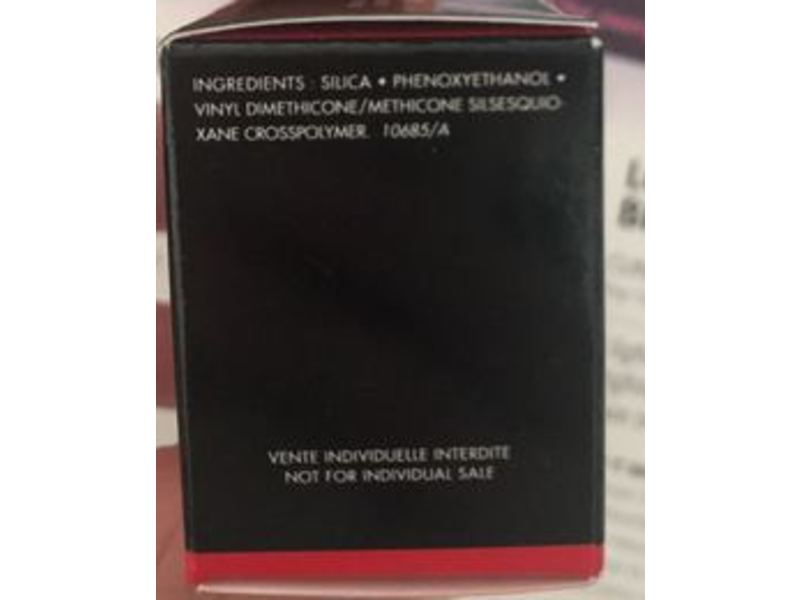 INGREDIENTS : SILICA • PHENOXYETHANOL •
VINYL DIMETHICONE/METHICONE SILSESQUIO-
XANE CROSSPOLYMER. 10685/A
VENTE INDIVIDUELLE INTERDITE
NOT FOR INDIVIDUAL SALE